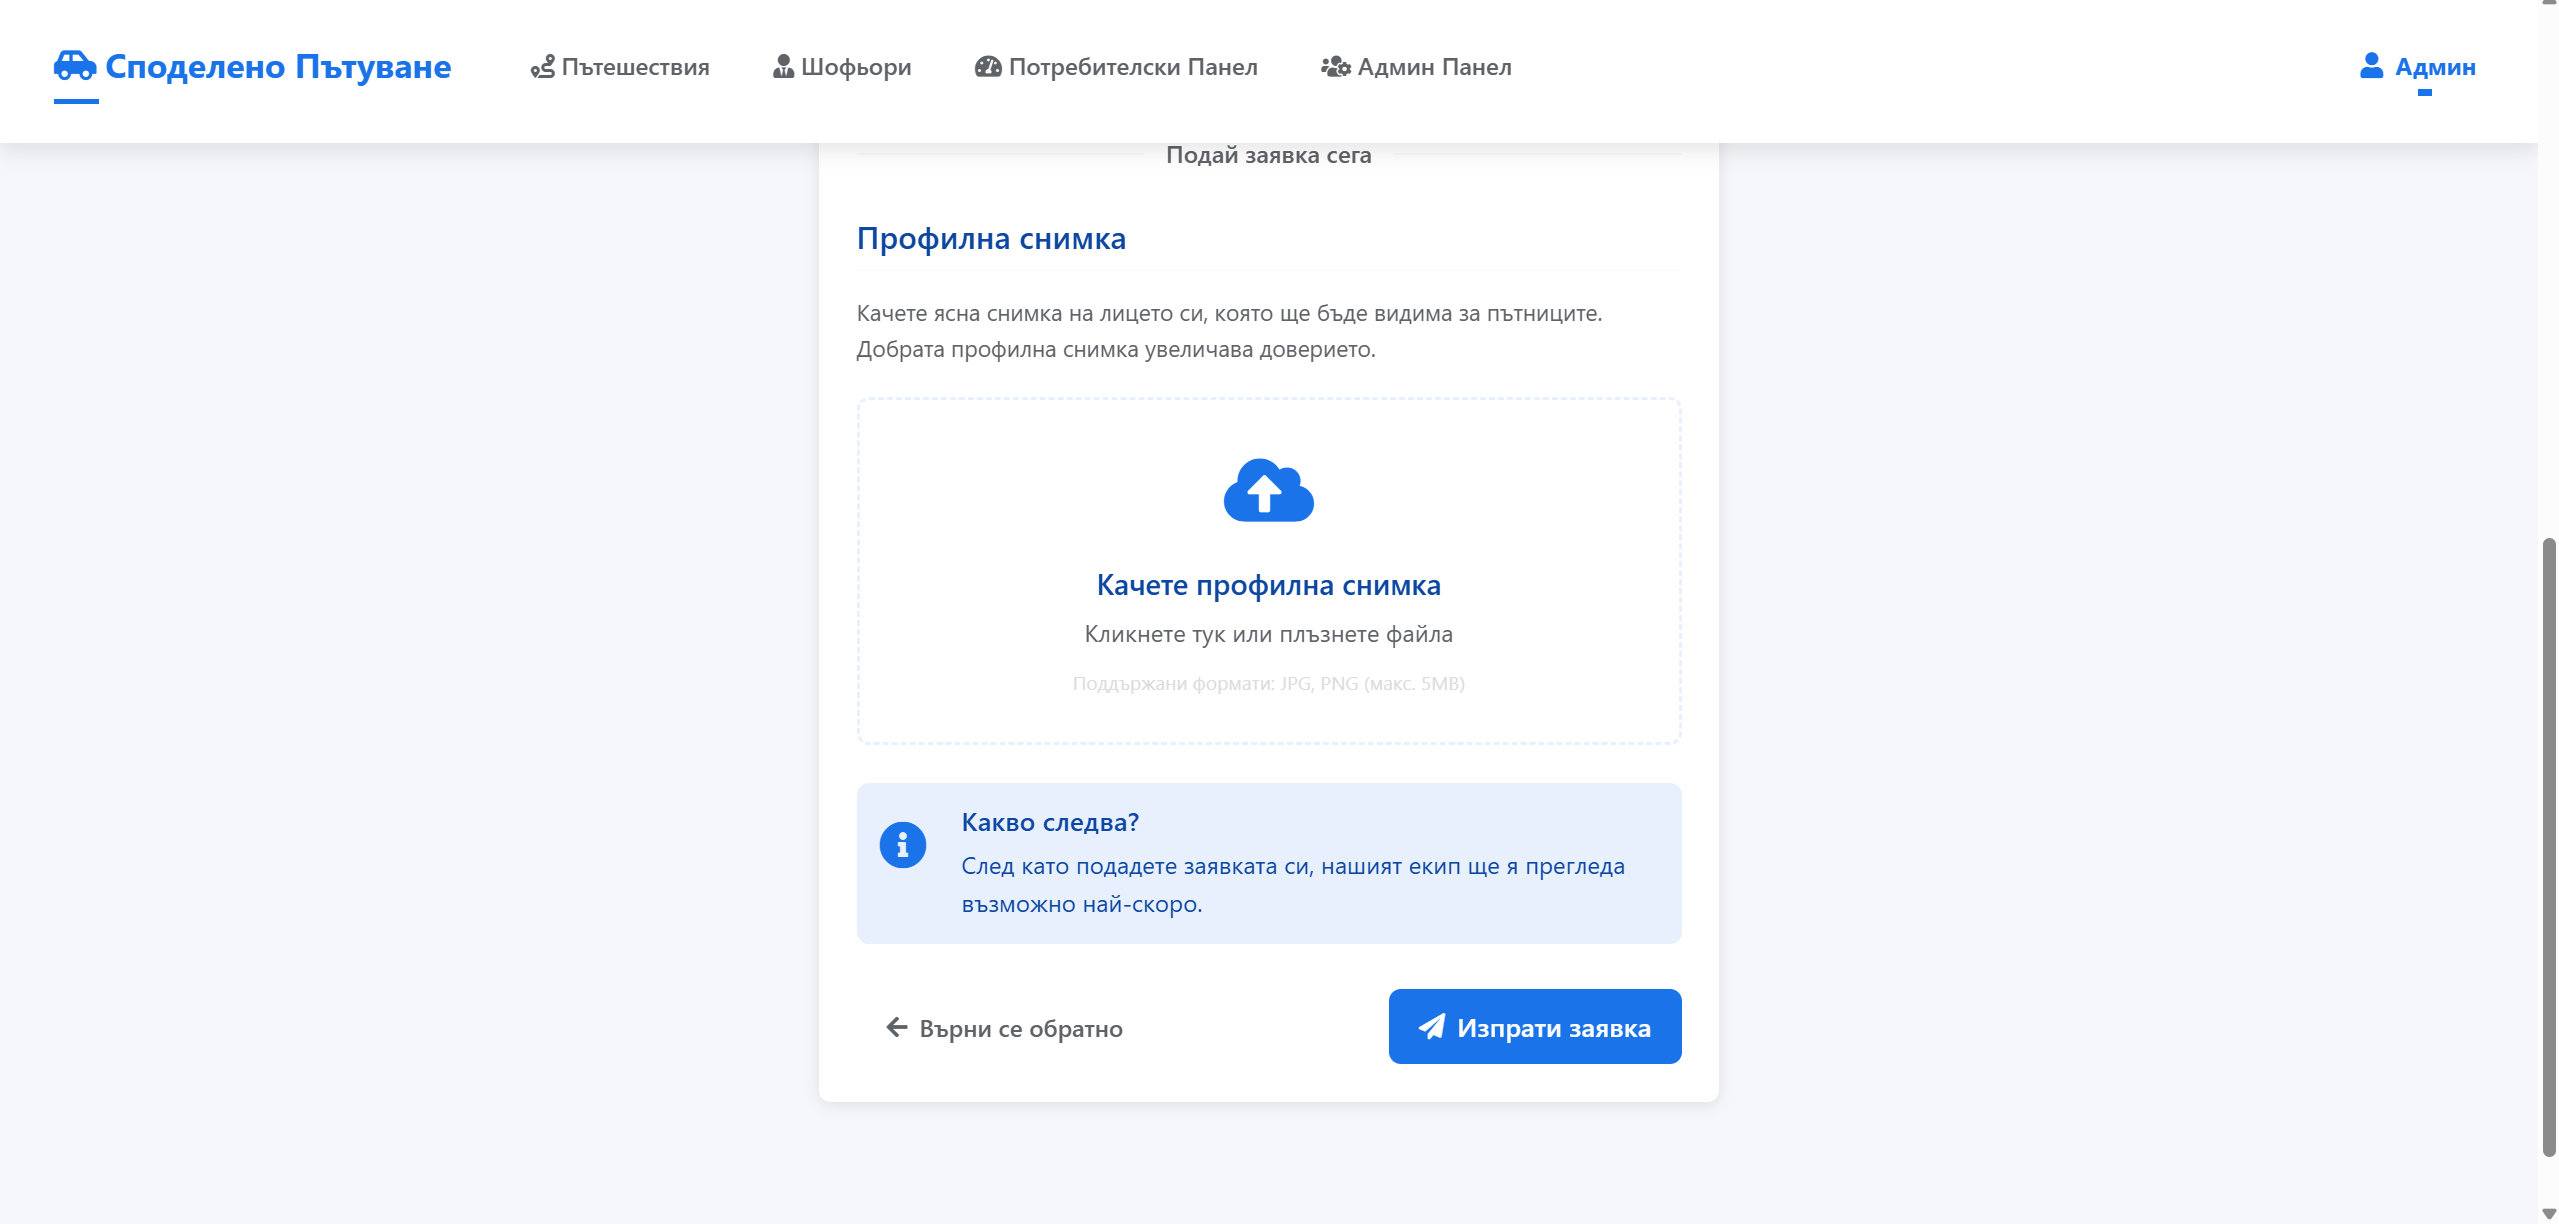 Споделено Пътуване
Пътешествия
Шофьори
Потребителски Панел
Админ Панел
Админ
Подай заявка сега
Профилна снимка
Качете ясна снимка на лицето си, която ще бъде видима за пътниците.
Добрата профилна снимка увеличава доверието.
Качете профилна снимка
Кликнете тук или плъзнете файла
Поддържани формати: JPG, PNG (макс. 5MB)
Какво следва?
След като подадете заявката си, нашият екип ще я прегледа
възможно най-скоро.
Върни се обратно
Изпрати заявка